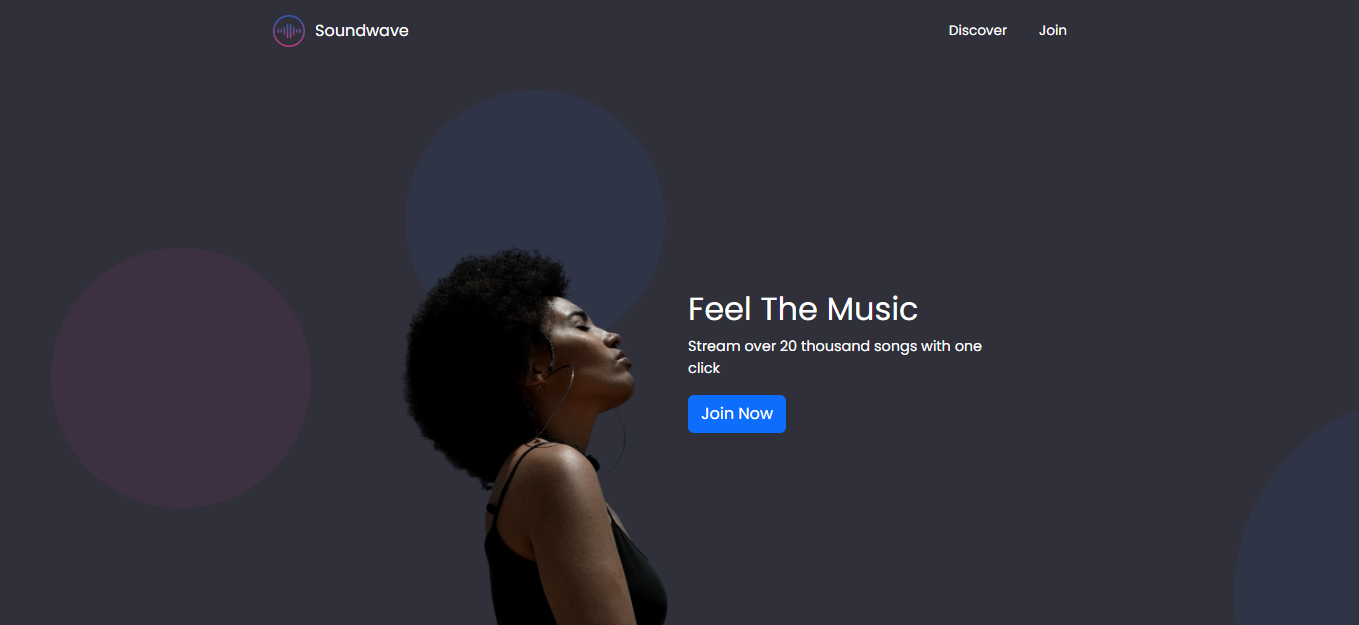 Soundwave
Discover
Join
Feel The Music
Stream over 20 thousand songs with one
click
Join Now